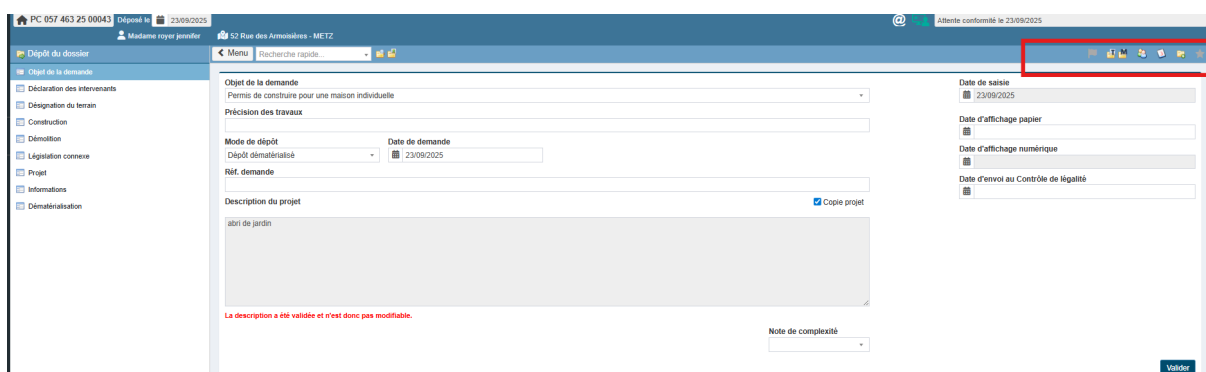 PC 057 463 25 00043 Déposé le 23/09/2025 @ Attente conformité le 23/09/2025
Madame royer jennifer 52 Rue des Armoisières - METZ
Dépôt du dossier Menu Recherche rapide...
Objet de la demande
Déclaration des intervenants
Désignation du terrain
Construction
Démolition
Législation connexe
Projet
Informations
Dématérialisation
Objet de la demande
Permis de construire pour une maison individuelle
Précision des travaux
Mode de dépôt Date de demande
Dépôt dématérialisé 23/09/2025
Réf. demande
Description du projet Copie projet
abri de jardin
La description a été validée et n'est donc pas modifiable.
Note de complexité
Date de saisie
23/09/2025
Date d'affichage papier
Date d'affichage numérique
Date d'envoi au Contrôle de légalité
Valider